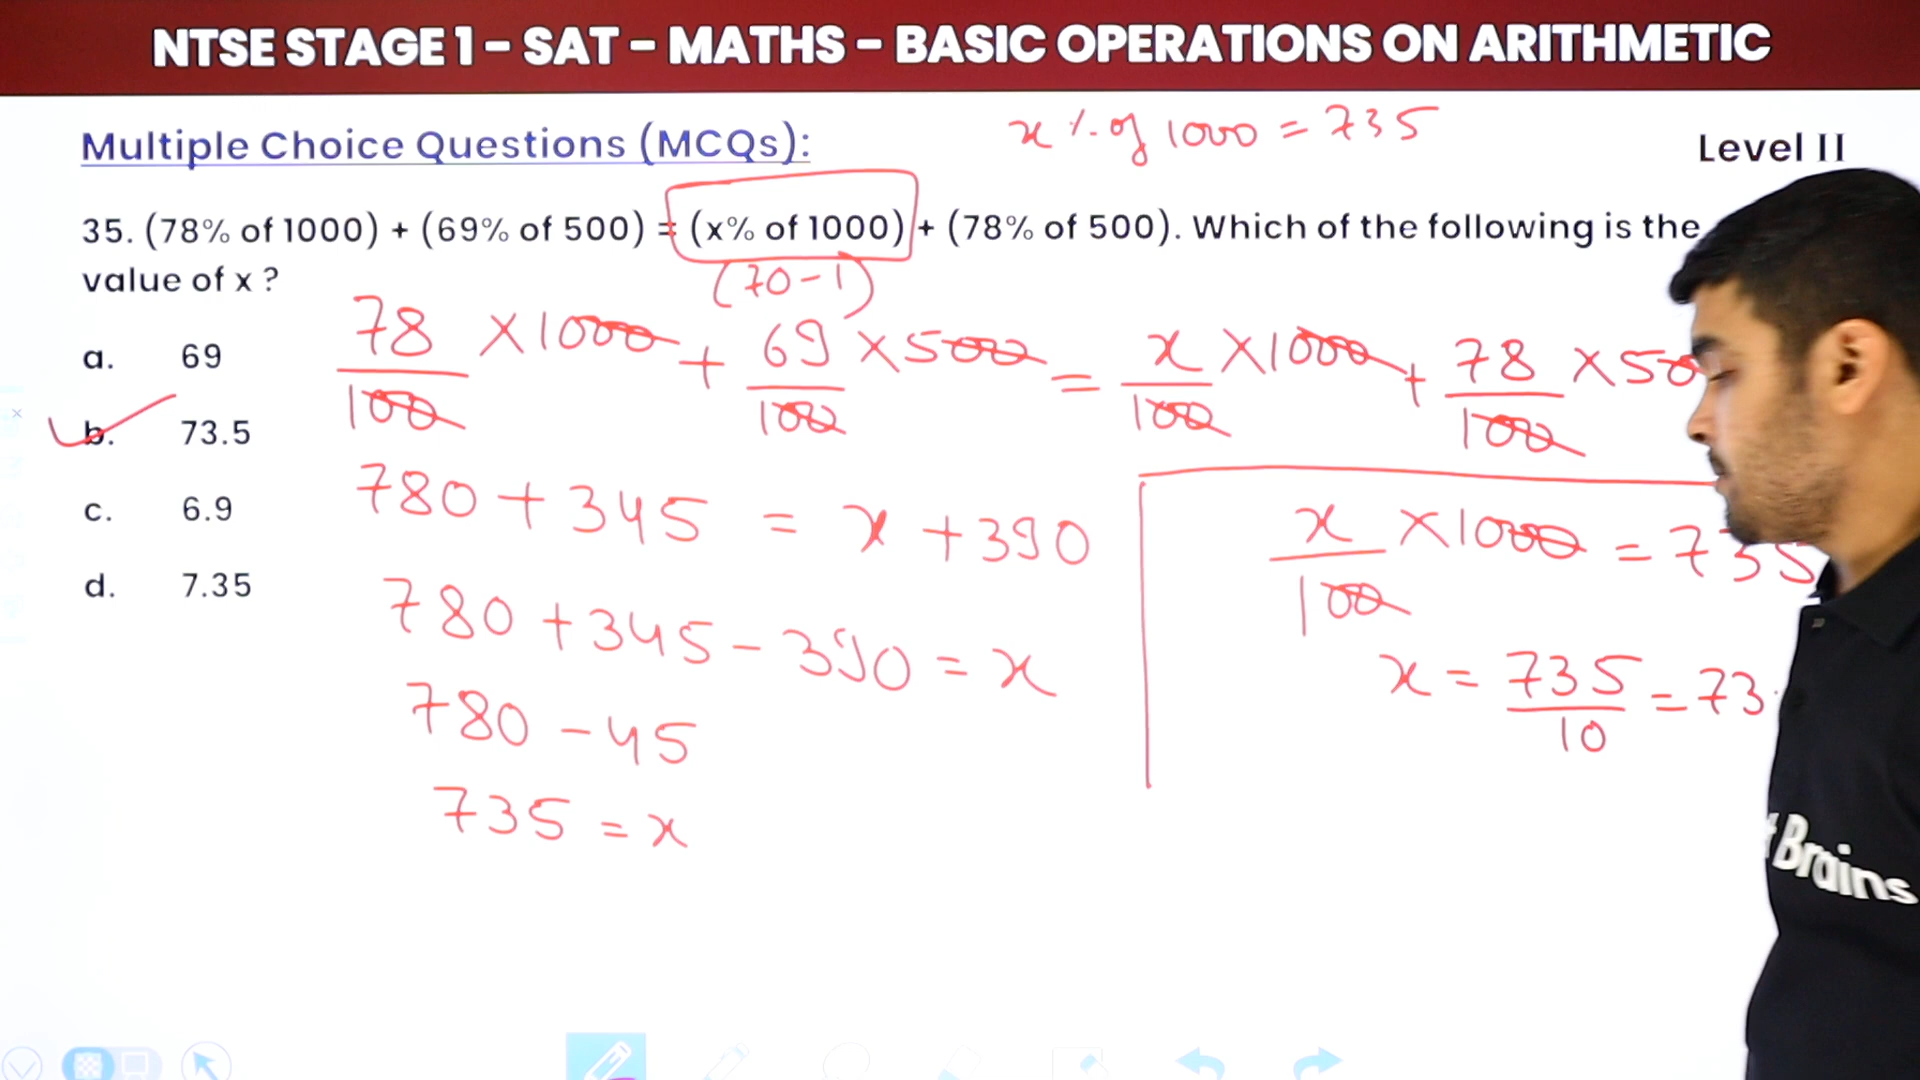 NTSE STAGE 1 – SAT – MATHS – BASIC OPERATIONS ON ARITHMETIC
Multiple Choice Questions (MCQs):
x % of 1000 = 735
Level II
35. (78% of 1000) + (69% of 500) = (x% of 1000) + (78% of 500). Which of the following is the
value of x ?
(70-1)
78/100 × 1000 + 69/100 × 500 = x/100 × 1000 + 78/100 × 50
a. 69
b. 73.5
c. 6.9
d. 7.35
780 + 345 = x + 390
780 + 345 - 390 = x
780 - 45
735 = x
x/100 × 1000 = 735
x = 735/10 = 73.
Brains